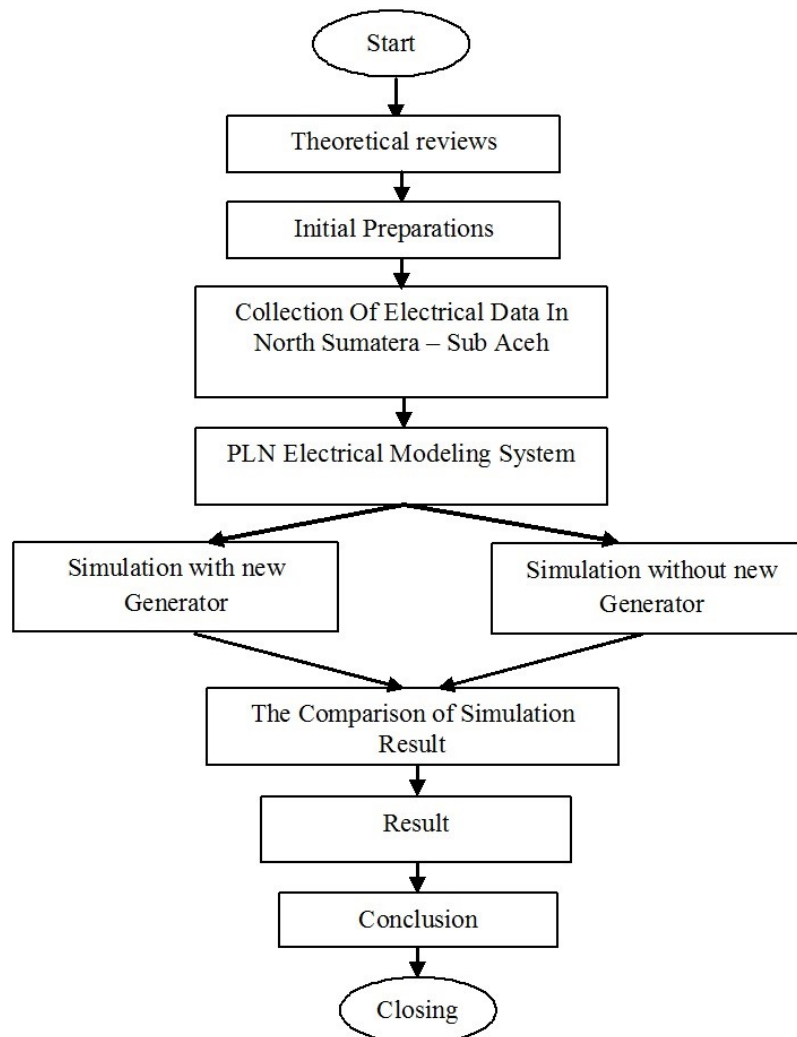 Start
Theoretical reviews
Initial Preparations
Collection Of Electrical Data In
North Sumatera – Sub Aceh
PLN Electrical Modeling System
Simulation with new
Generator
Simulation without new
Generator
The Comparison of Simulation
Result
Result
Conclusion
Closing